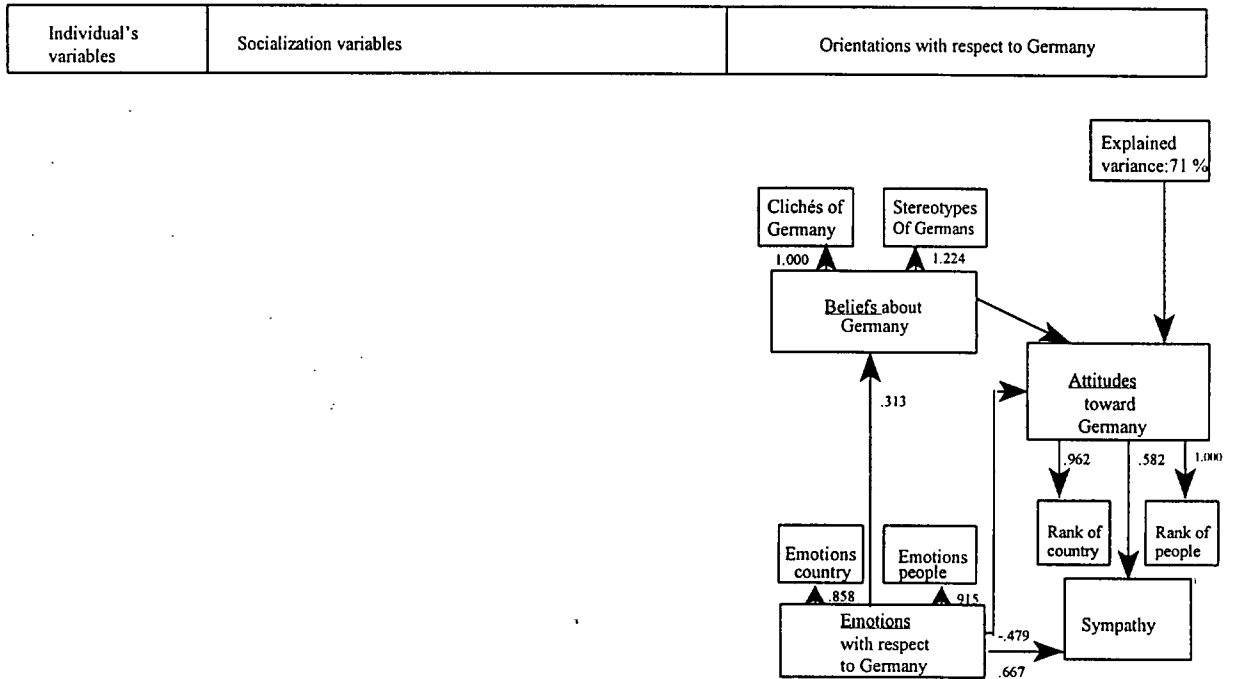 Individual's
variables
Socialization variables
Orientations with respect to Germany
Explained
variance:71 %
Clichés of
Germany
Stereotypes
Of Germans
1.000
1.224
Beliefs about
Germany
.313
Attitudes
toward
Germany
.962
.582
1.000
Rank of
country
Rank of
people
Emotions
country
Emotions
people
.858
.915
Emotions
with respect
to Germany
-.479
.667
Sympathy